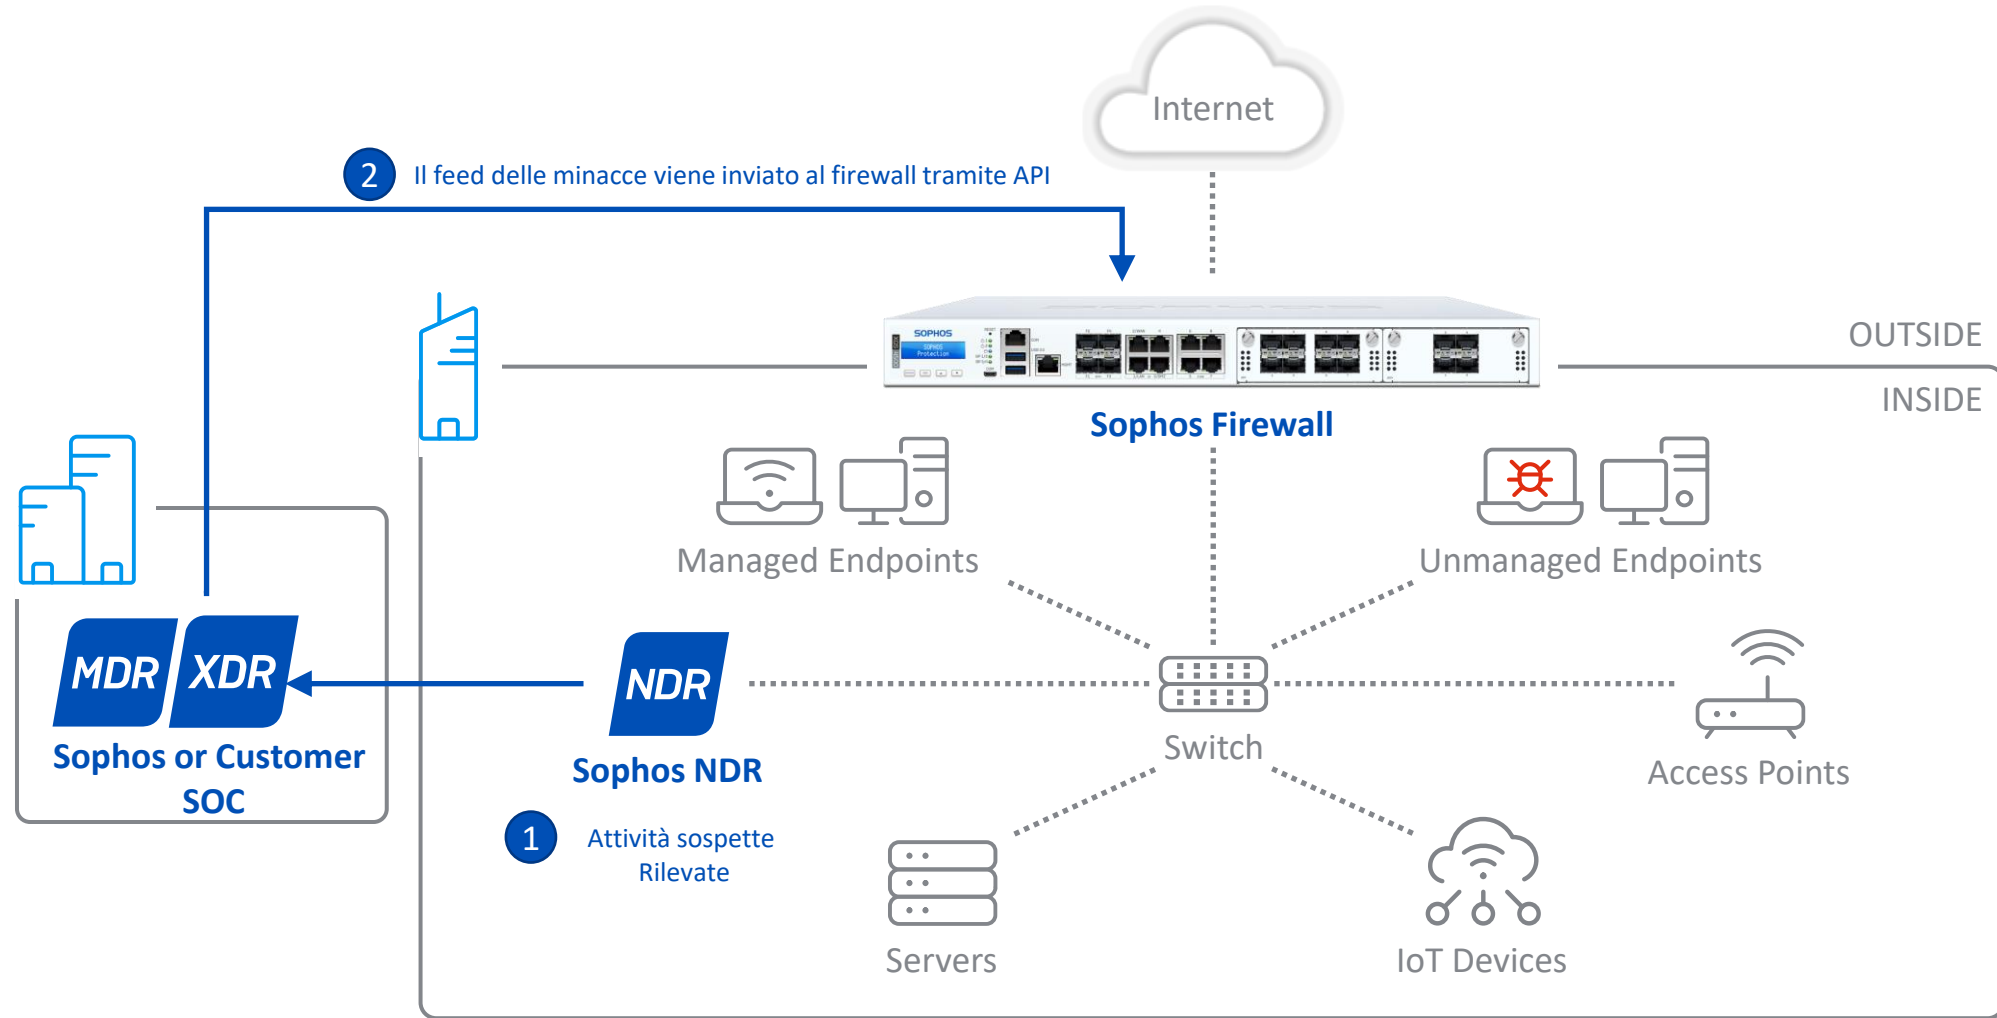 Internet
2
Il feed delle minacce viene inviato al firewall tramite API
SOPHOS
SOPHOS
Protection
OUTSIDE
INSIDE
Sophos Firewall
Managed Endpoints
Unmanaged Endpoints
MDR
XDR
NDR
Sophos or Customer
SOC
Sophos NDR
Switch
Access Points
1
Attività sospette
Rilevate
Servers
IoT Devices